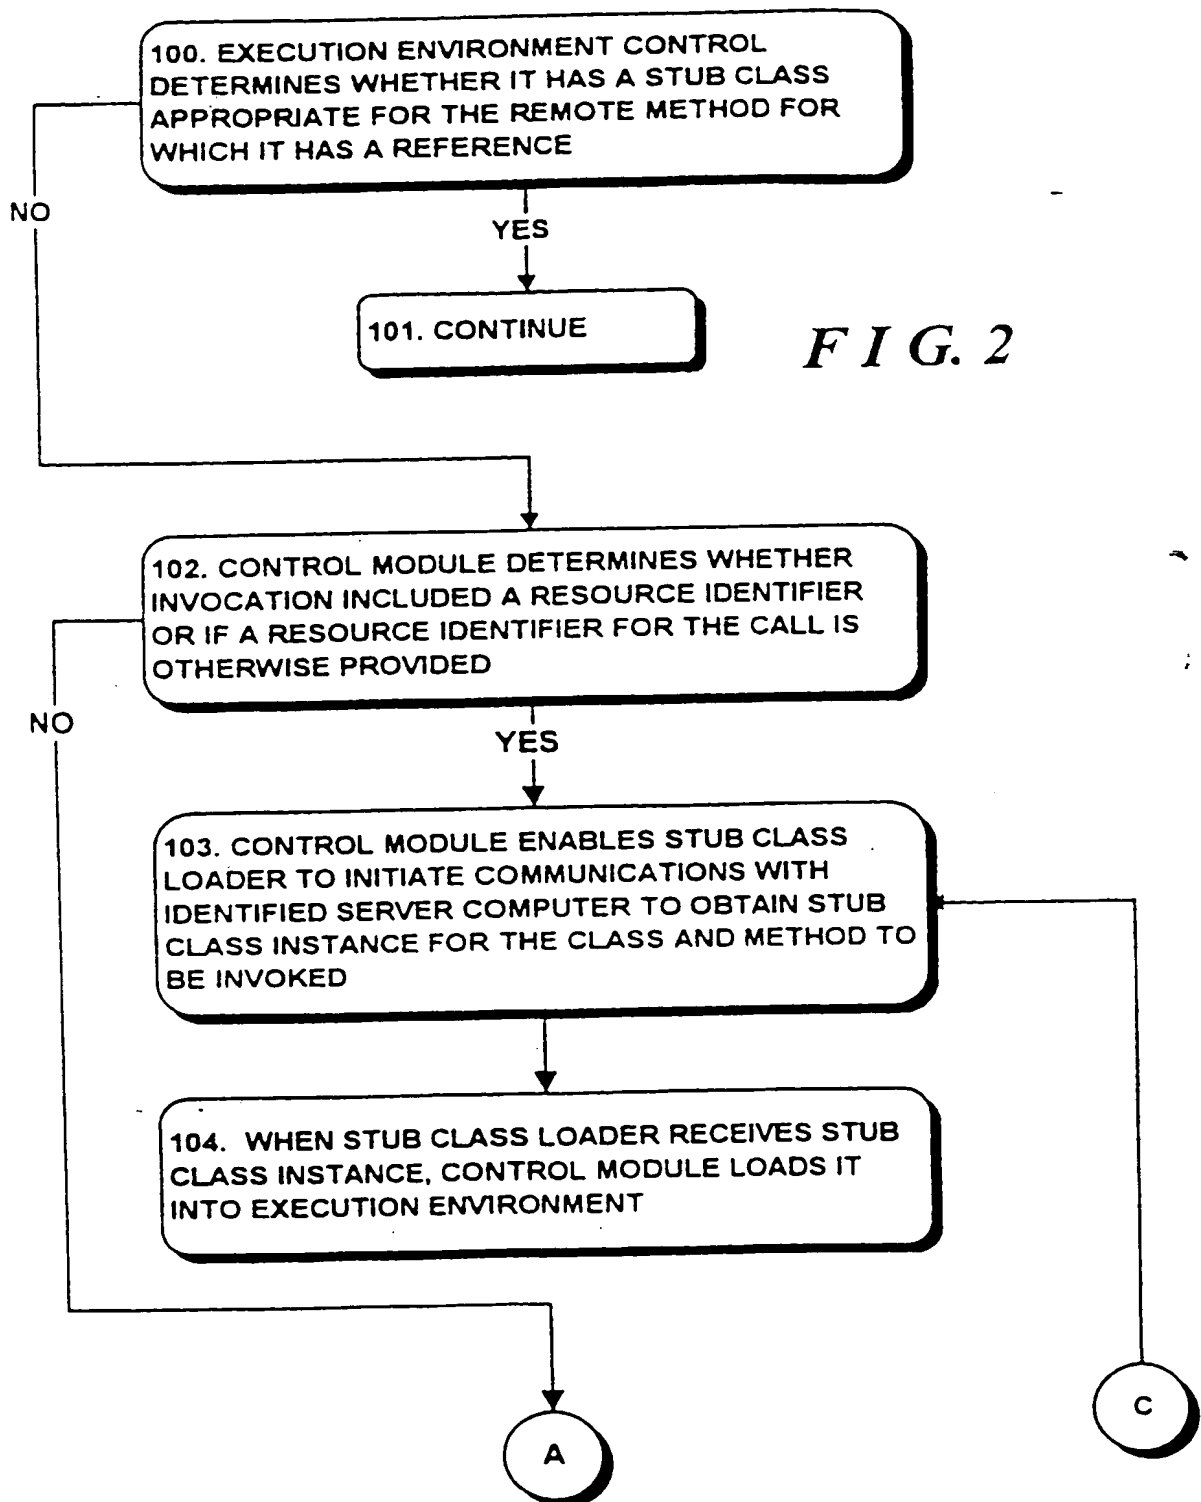 100. EXECUTION ENVIRONMENT CONTROL
DETERMINES WHETHER IT HAS A STUB CLASS
APPROPRIATE FOR THE REMOTE METHOD FOR
WHICH IT HAS A REFERENCE
NO
YES
101. CONTINUE
FIG. 2
102. CONTROL MODULE DETERMINES WHETHER
INVOCATION INCLUDED A RESOURCE IDENTIFIER
OR IF A RESOURCE IDENTIFIER FOR THE CALL IS
OTHERWISE PROVIDED
NO
YES
103. CONTROL MODULE ENABLES STUB CLASS
LOADER TO INITIATE COMMUNICATIONS WITH
IDENTIFIED SERVER COMPUTER TO OBTAIN STUB
CLASS INSTANCE FOR THE CLASS AND METHOD TO
BE INVOKED
104. WHEN STUB CLASS LOADER RECEIVES STUB
CLASS INSTANCE, CONTROL MODULE LOADS IT
INTO EXECUTION ENVIRONMENT
C
A